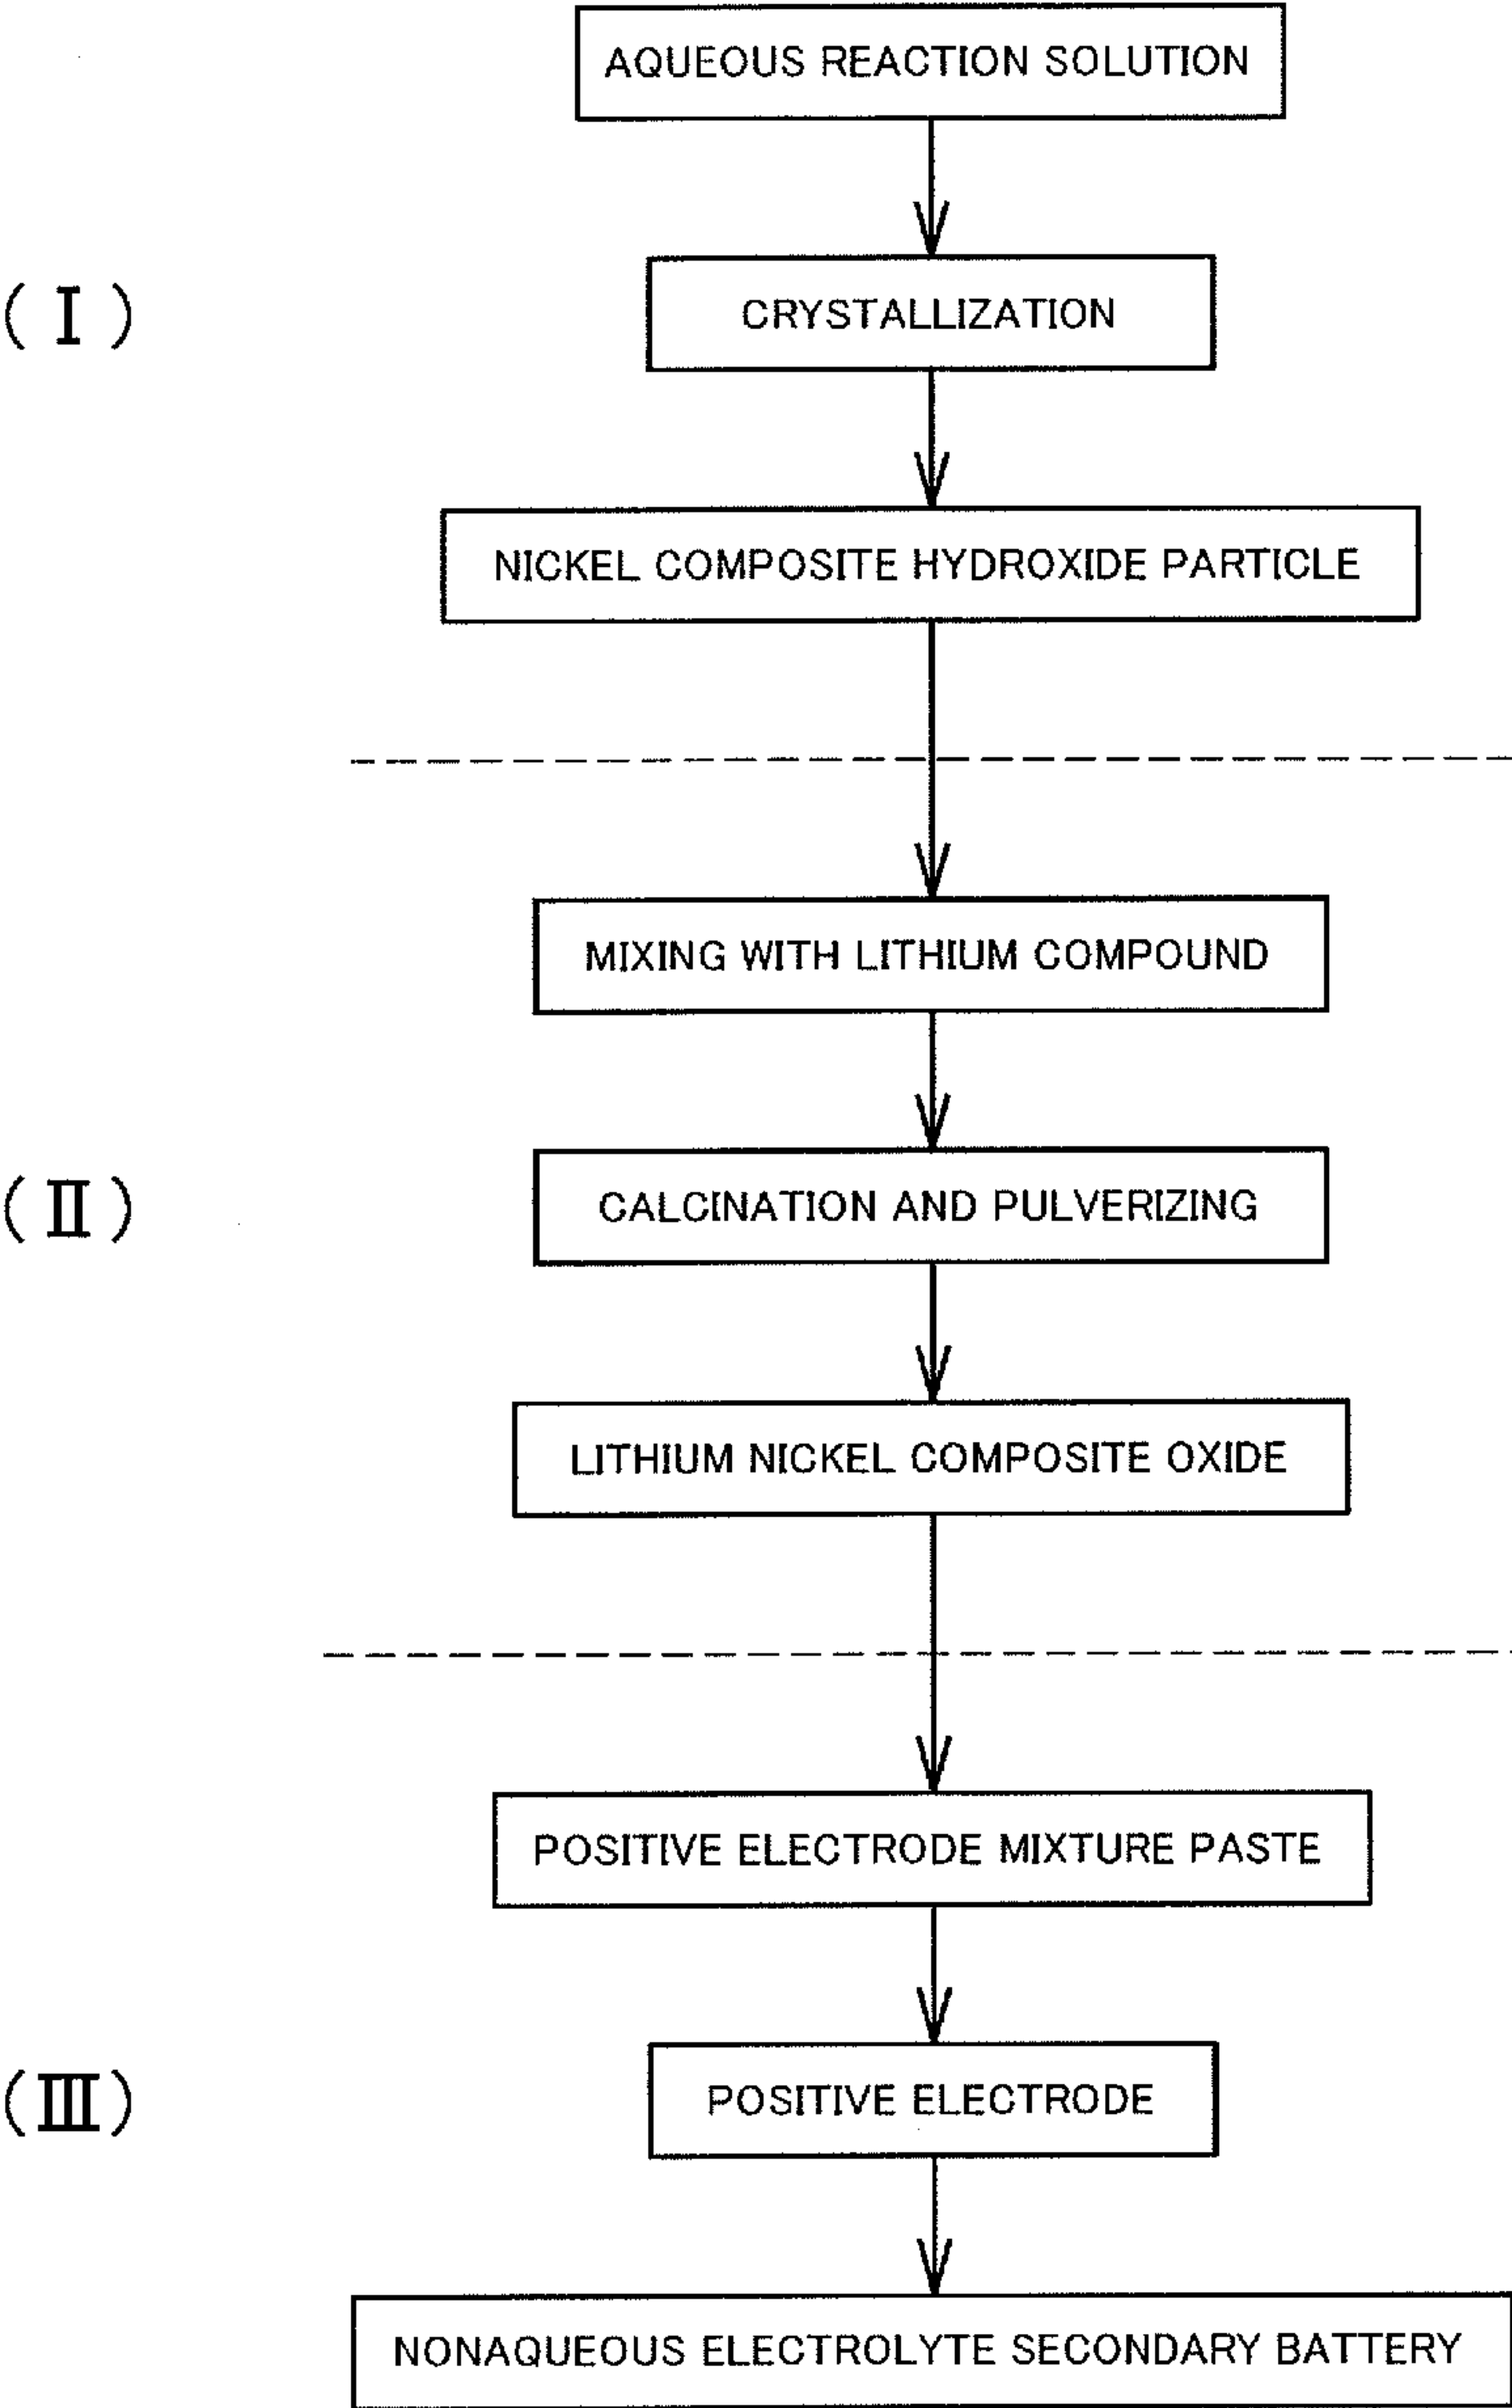 AQUEOUS REACTION SOLUTION
(Ⅰ)
CRYSTALLIZATION
NICKEL COMPOSITE HYDROXIDE PARTICLE
MIXING WITH LITHIUM COMPOUND
(Ⅱ)
CALCINATION AND PULVERIZING
LITHIUM NICKEL COMPOSITE OXIDE
POSITIVE ELECTRODE MIXTURE PASTE
(Ⅲ)
POSITIVE ELECTRODE
NONAQUEOUS ELECTROLYTE SECONDARY BATTERY